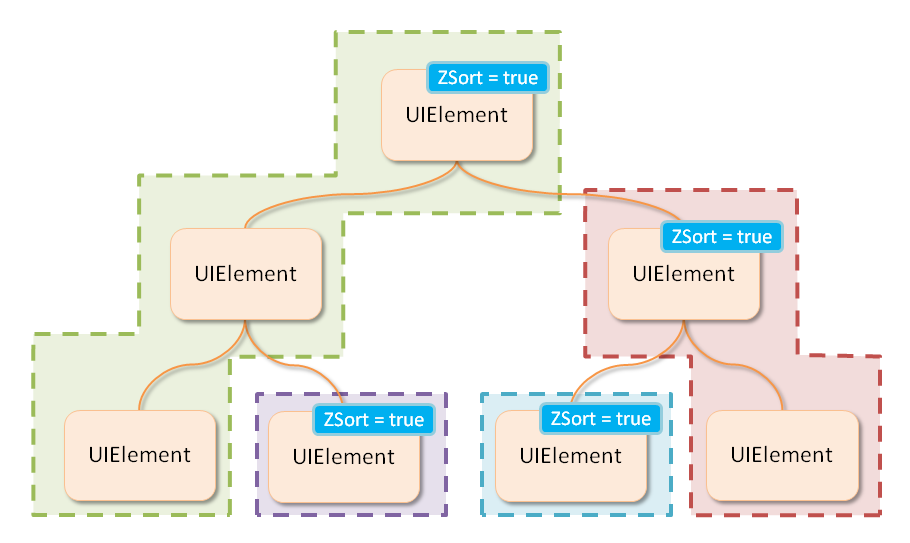 ZSort = true
UIElement
ZSort = true
UIElement
UIElement
ZSort = true
ZSort = true
UIElement
UIElement
UIElement
UIElement